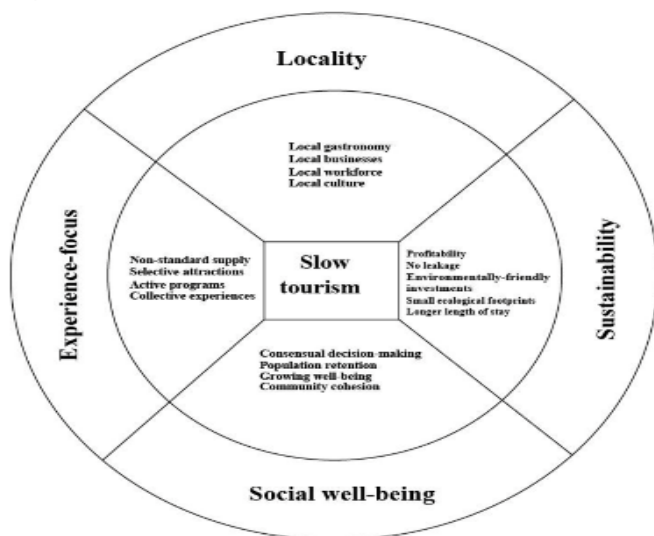 Locality
Local gastronomy
Local businesses
Local workforce
Local culture
Experience-focus
Non-standard supply
Selective attractions
Active programs
Collective experiences
Slow
tourism
Profitability
No leakage
Environmentally-friendly
investments
Small ecological footprints
Longer length of stay
Sustainability
Consensual decision-making
Population retention
Growing well-being
Community cohesion
Social well-being